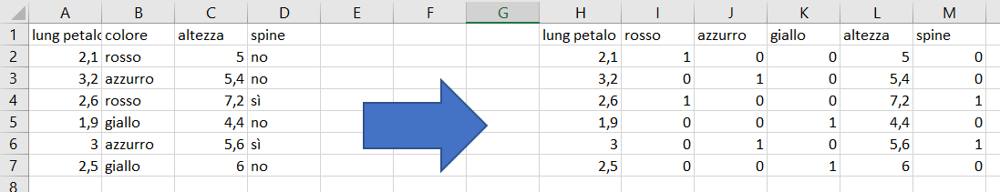 A B C D E F G H I J K L M
1 lung petalo colore altezza spine lung petalo rosso azzurro giallo altezza spine
2 2,1 rosso 5 no 2,1 1 0 0 5 0
3 3,2 azzurro 5,4 no 3,2 0 1 0 5,4 0
4 2,6 rosso 7,2 sì 2,6 1 0 0 7,2 1
5 1,9 giallo 4,4 no 1,9 0 0 1 4,4 0
6 3 azzurro 5,6 sì 3 0 1 0 5,6 1
7 2,5 giallo 6 no 2,5 0 0 1 6 0
8